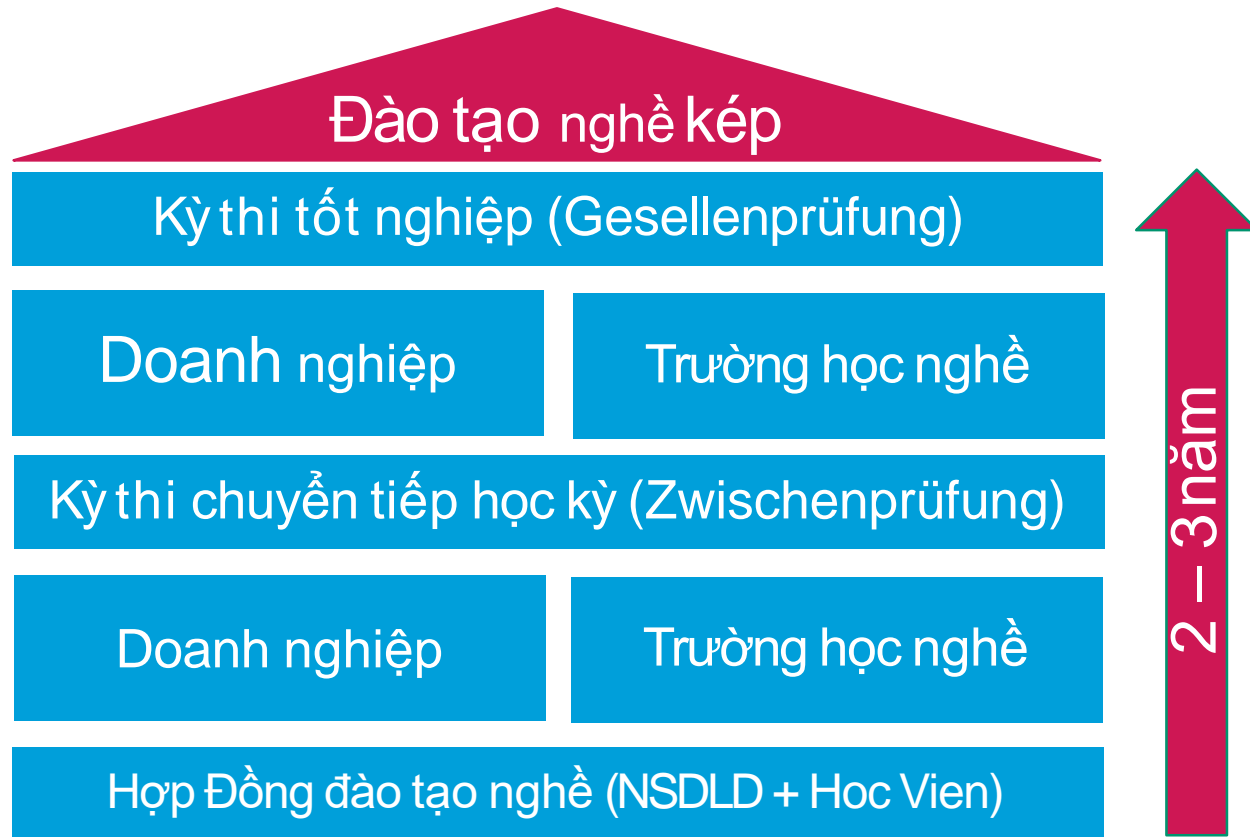 Đào tạo nghề kép
Kỳ thi tốt nghiệp (Gesellenprüfung)
Doanh nghiệp
Trường học nghề
Kỳ thi chuyển tiếp học kỳ (Zwischenprüfung)
Doanh nghiệp
Trường học nghề
Hợp Đồng đào tạo nghề (NSDLD + Hoc Vien)
2 – 3 năm